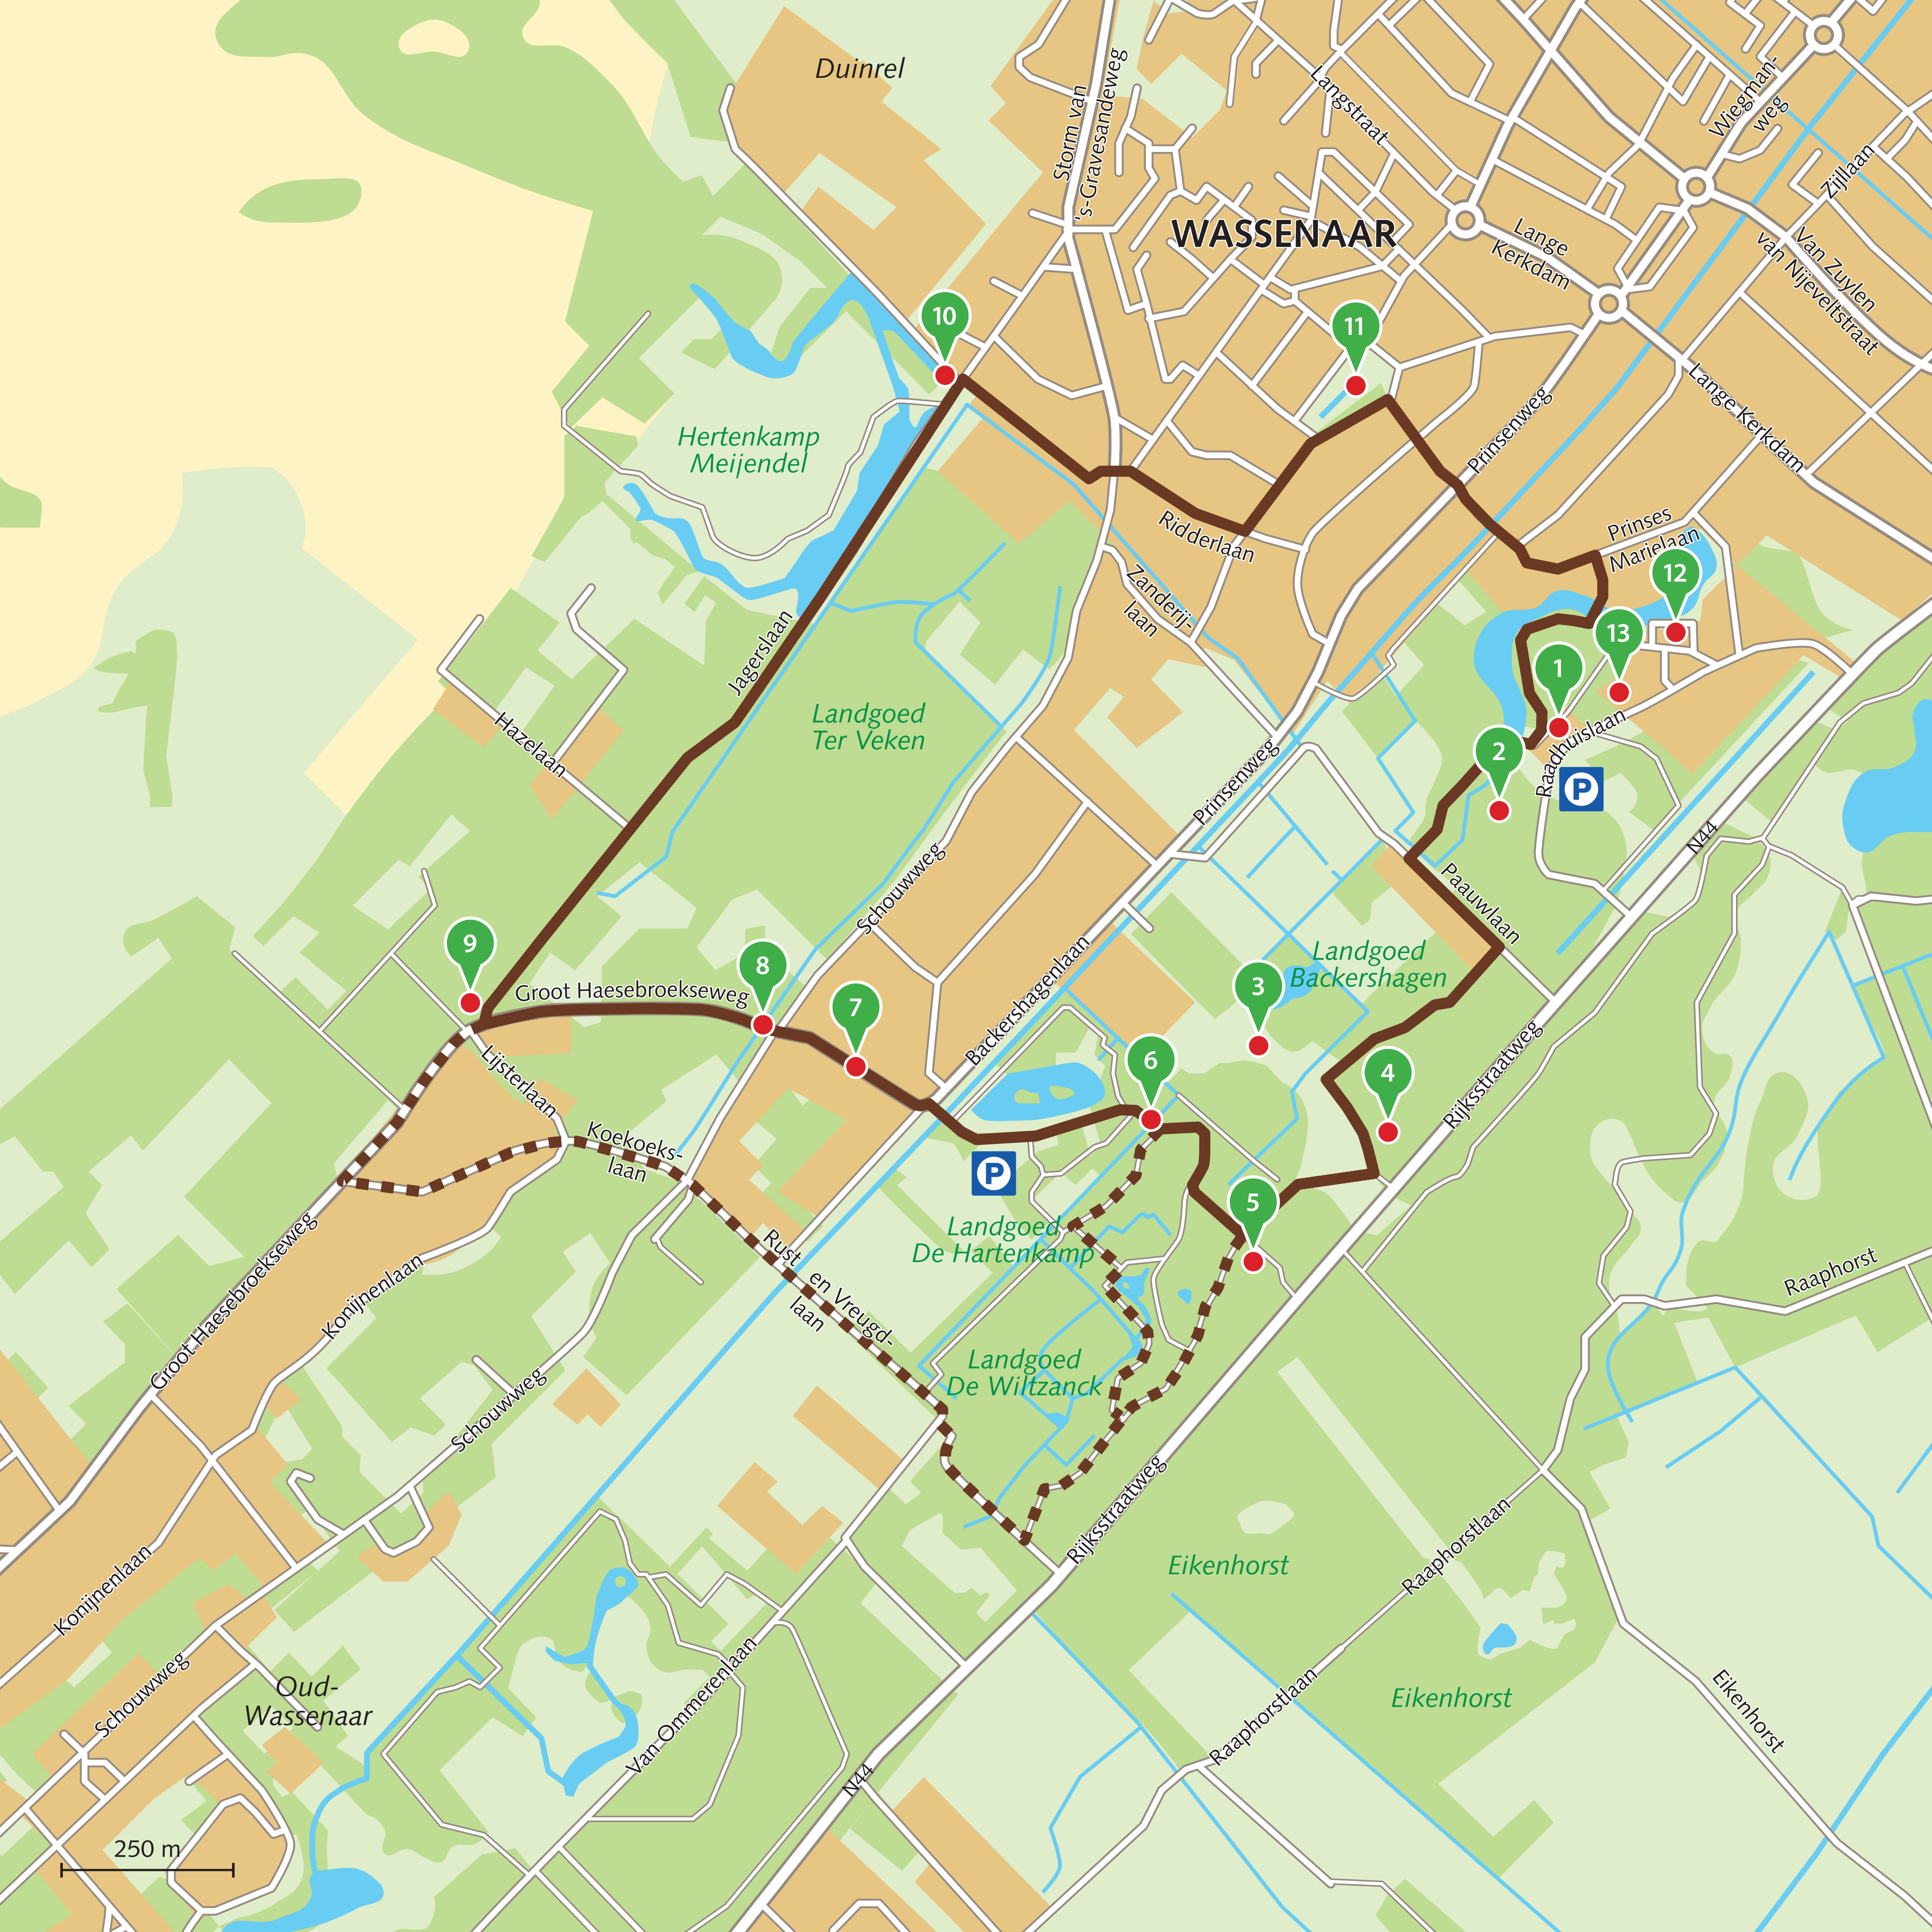 Duinrel
Storm van
's-Gravesandeweg
Langstraat
Wiegman-
weg
Zijllaan
WASSENAAR
Lange
Kerkdam
Van Zuylen
van Nijeveltstraat
10
11
Hertenkamp
Meijendel
Prinsenweg
Lange Kerkdam
Ridderlaan
Prinses
Marielaan
12
Zanderij-
laan
13
Jagerslaan
1
Landgoed
Ter Veken
Raadhuislaan
2
P
Hazelaan
Prinsenweg
N44
Schouwweg
Paauwlaan
9
8
Landgoed
Backershagen
Groot Haesebroekseweg
7
3
Backershagenlaan
Rijksstraatweg
Lijsterlaan
6
4
Koekoeks-
laan
P
5
Landgoed
De Hartenkamp
Rust en Vreugd-
laan
Raaphorst
Groot Haesebroekseweg
Konijnenlaan
Landgoed
De Wiltzanck
Schouwweg
Rijksstraatweg
Eikenhorst
Raaphorstlaan
Konijnenlaan
Oud-
Wassenaar
Schouwweg
Van Ommerenlaan
Raaphorstlaan
Eikenhorst
Eikenhorst
N44
250 m